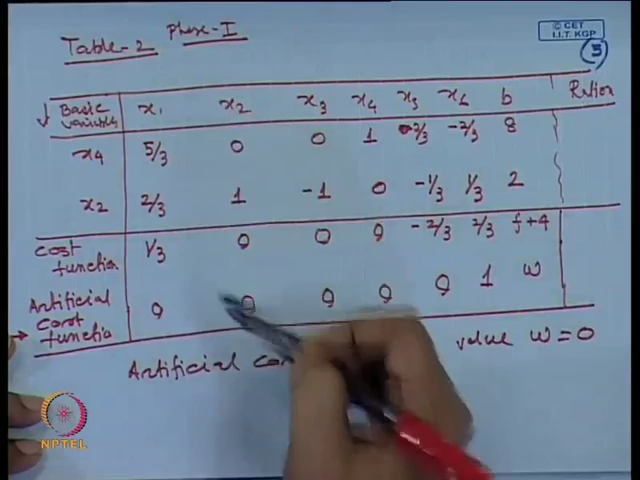 Table-2 Phase-I
© CET
I.I.T. KGP
5
↓ Basic variables x₁ x₂ x₃ x₄ x₅ x₆ b Ration
x₄ 5/3 0 0 1 2/3 -2/3 8
x₂ 2/3 1 -1 0 -1/3 1/3 2
Cost function 1/3 0 0 0 -2/3 2/3 f+4
Artificial cost functio 0 0 0 0 0 1 w
Artificial co
value w=0
NPTEL